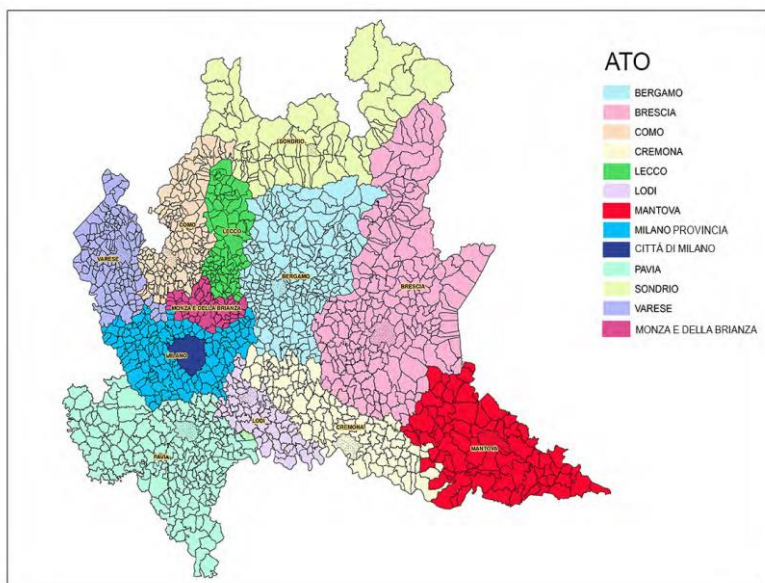 ATO
BERGAMO
BRESCIA
COMO
CREMONA
LECCO
LODI
MANTOVA
MILANO PROVINCIA
CITTÀ DI MILANO
PAVIA
SONDRIO
VARESE
MONZA E DELLA BRIANZA
SONDRIO
COMO
LECCO
VARESE
BERGAMO
BRESCIA
MONZA E DELLA BRIANZA
MILANO
LODI
CREMONA
PAVIA
MANTOVA